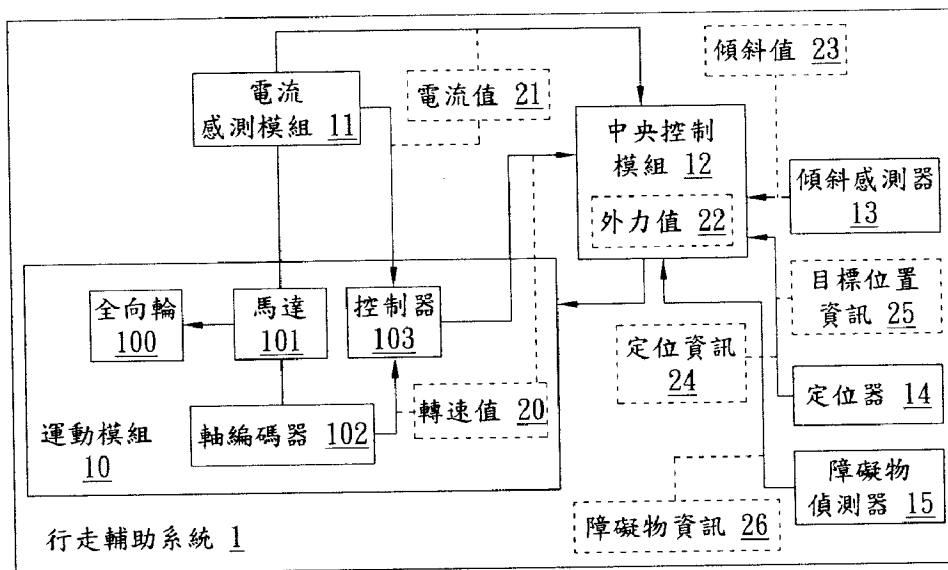 電流
感測模組 11
電流值 21
傾斜值 23
中央控制
模組 12
外力值 22
傾斜感測器
13
全向輪
100
馬達
101
控制器
103
目標位置
資訊 25
定位資訊
24
軸編碼器 102
轉速值 20
定位器 14
運動模組
10
障礙物
偵測器 15
障礙物資訊 26
行走輔助系統 1